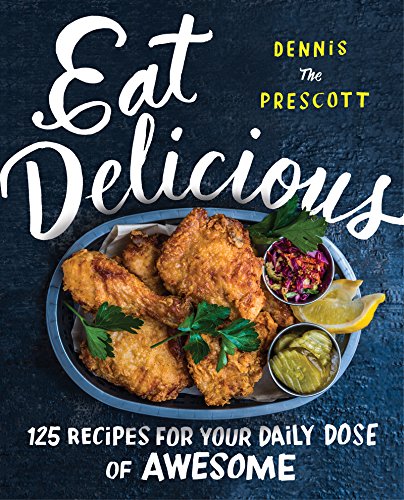 Eat
Delicious
DENNIS
The
PRESCOTT
125 RECIPES FOR YOUR DAILY DOSE
OF AWESOME